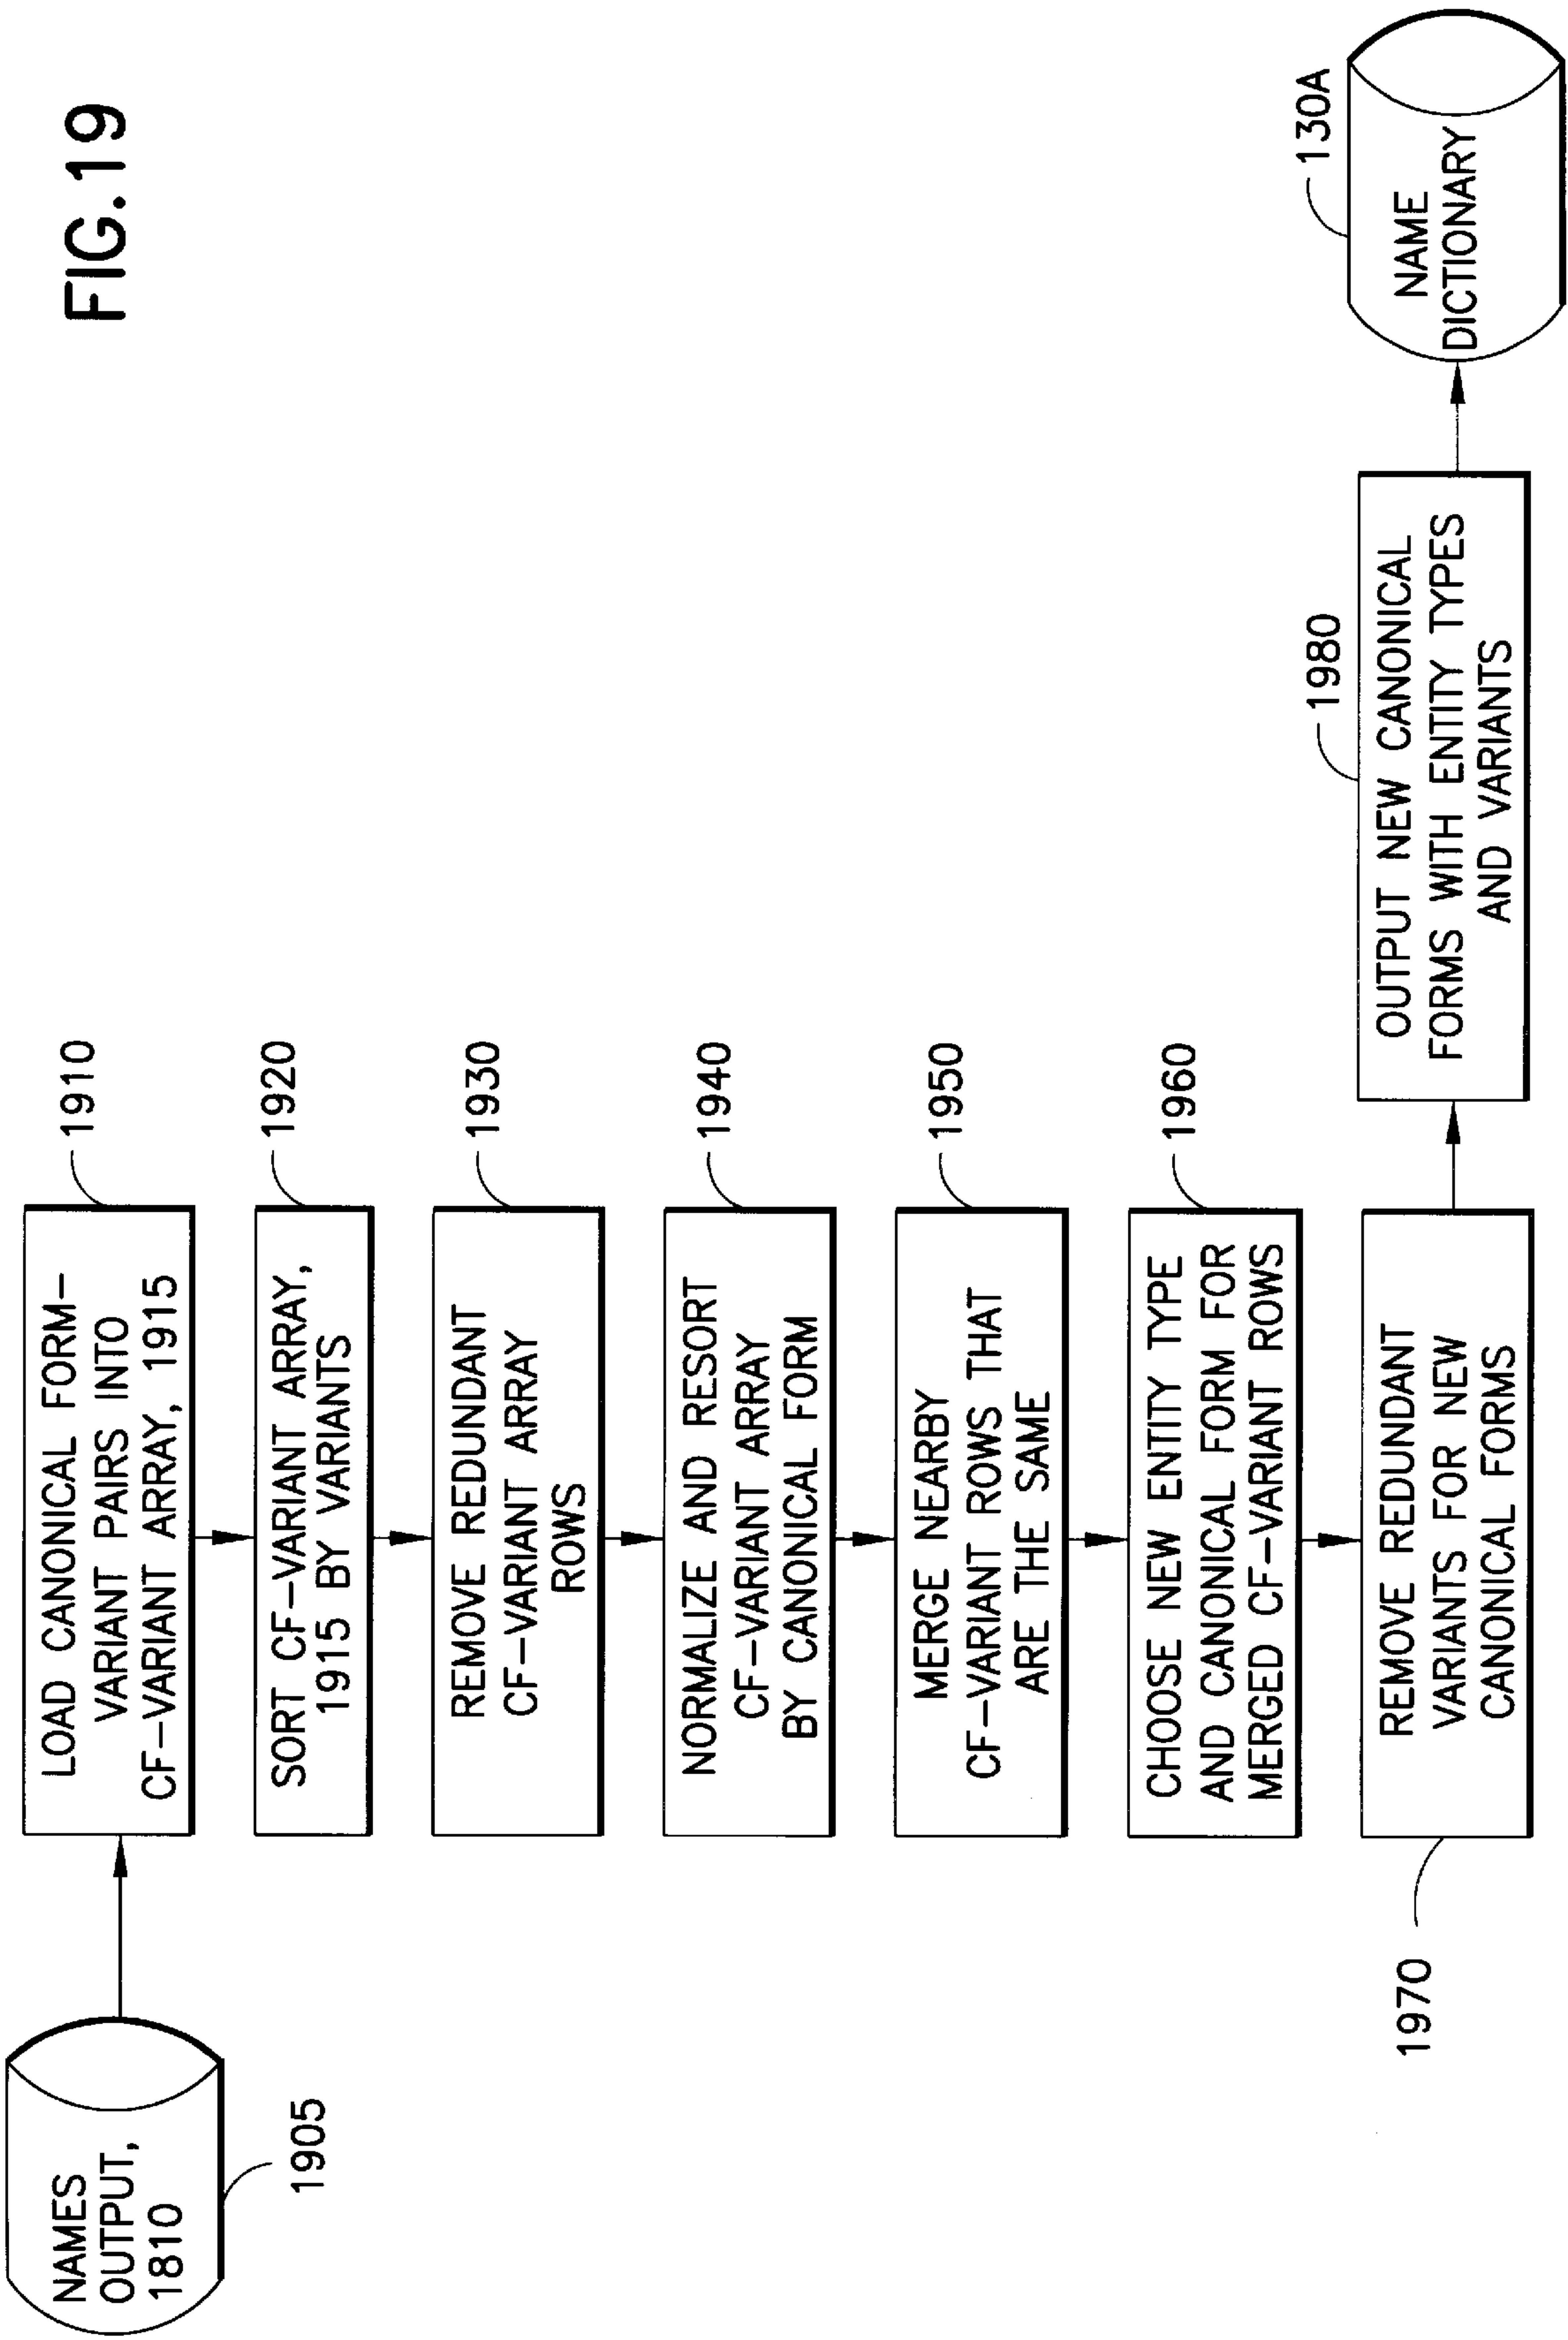 FIG.19
NAMES
OUTPUT,
1810
1905
LOAD CANONICAL FORM–
VARIANT PAIRS INTO
CF–VARIANT ARRAY, 1915
1910
SORT CF–VARIANT ARRAY,
1915 BY VARIANTS
1920
REMOVE REDUNDANT
CF–VARIANT ARRAY
ROWS
1930
NORMALIZE AND RESORT
CF–VARIANT ARRAY
BY CANONICAL FORM
1940
MERGE NEARBY
CF–VARIANT ROWS THAT
ARE THE SAME
1950
CHOOSE NEW ENTITY TYPE
AND CANONICAL FORM FOR
MERGED CF–VARIANT ROWS
1960
REMOVE REDUNDANT
VARIANTS FOR NEW
CANONICAL FORMS
1970
OUTPUT NEW CANONICAL
FORMS WITH ENTITY TYPES
AND VARIANTS
1980
NAME
DICTIONARY
130A